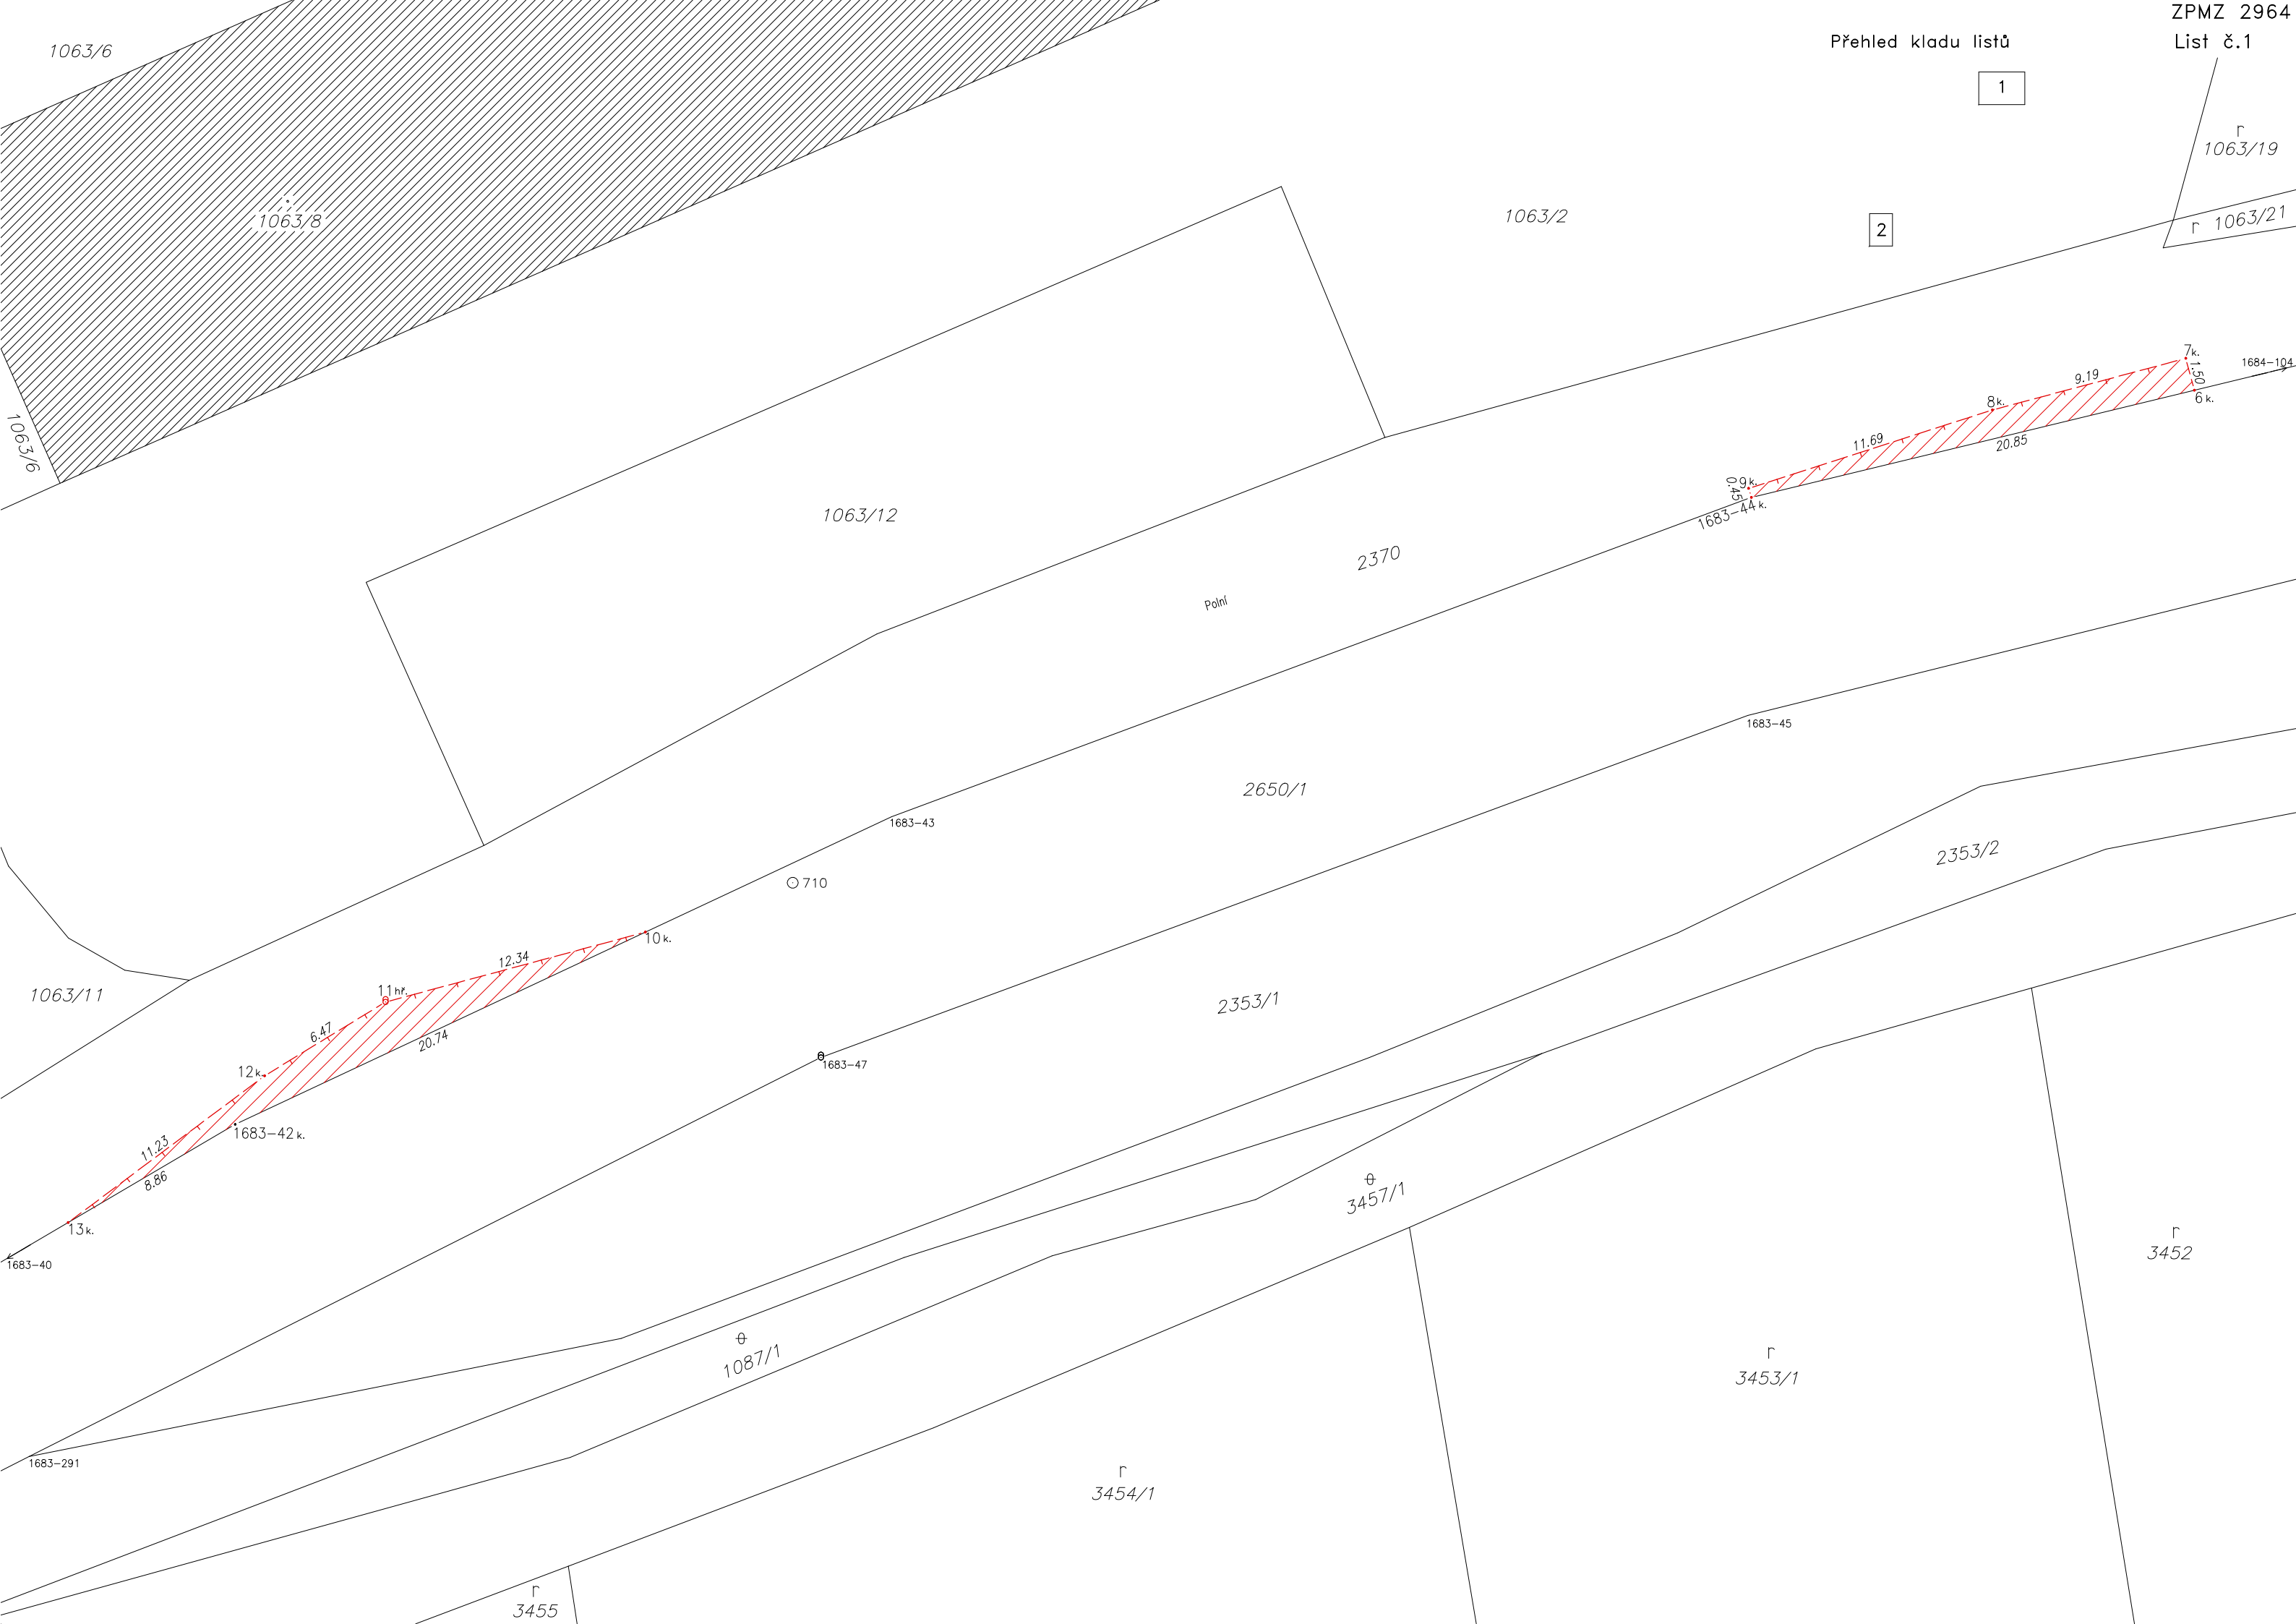 ZPMZ 2964
Přehled kladu listů
List č.1
1063/6
1
r
1063/19
1063/8
1063/2
2
r 1063/21
7k.
1684-104
9.19
1.50
8k.
6k.
1063/6
11.69
20.85
0.45
9k.
1683-44k.
1063/12
2370
Polní
1683-45
2650/1
1683-43
2353/2
710
10k.
12.34
11hř.
1063/11
2353/1
6.47
20.74
1683-47
12k.
1683-42k.
11.23
8.86
3457/1
13k.
r
3452
1683-40
1087/1
r
3453/1
1683-291
r
3454/1
r
3455